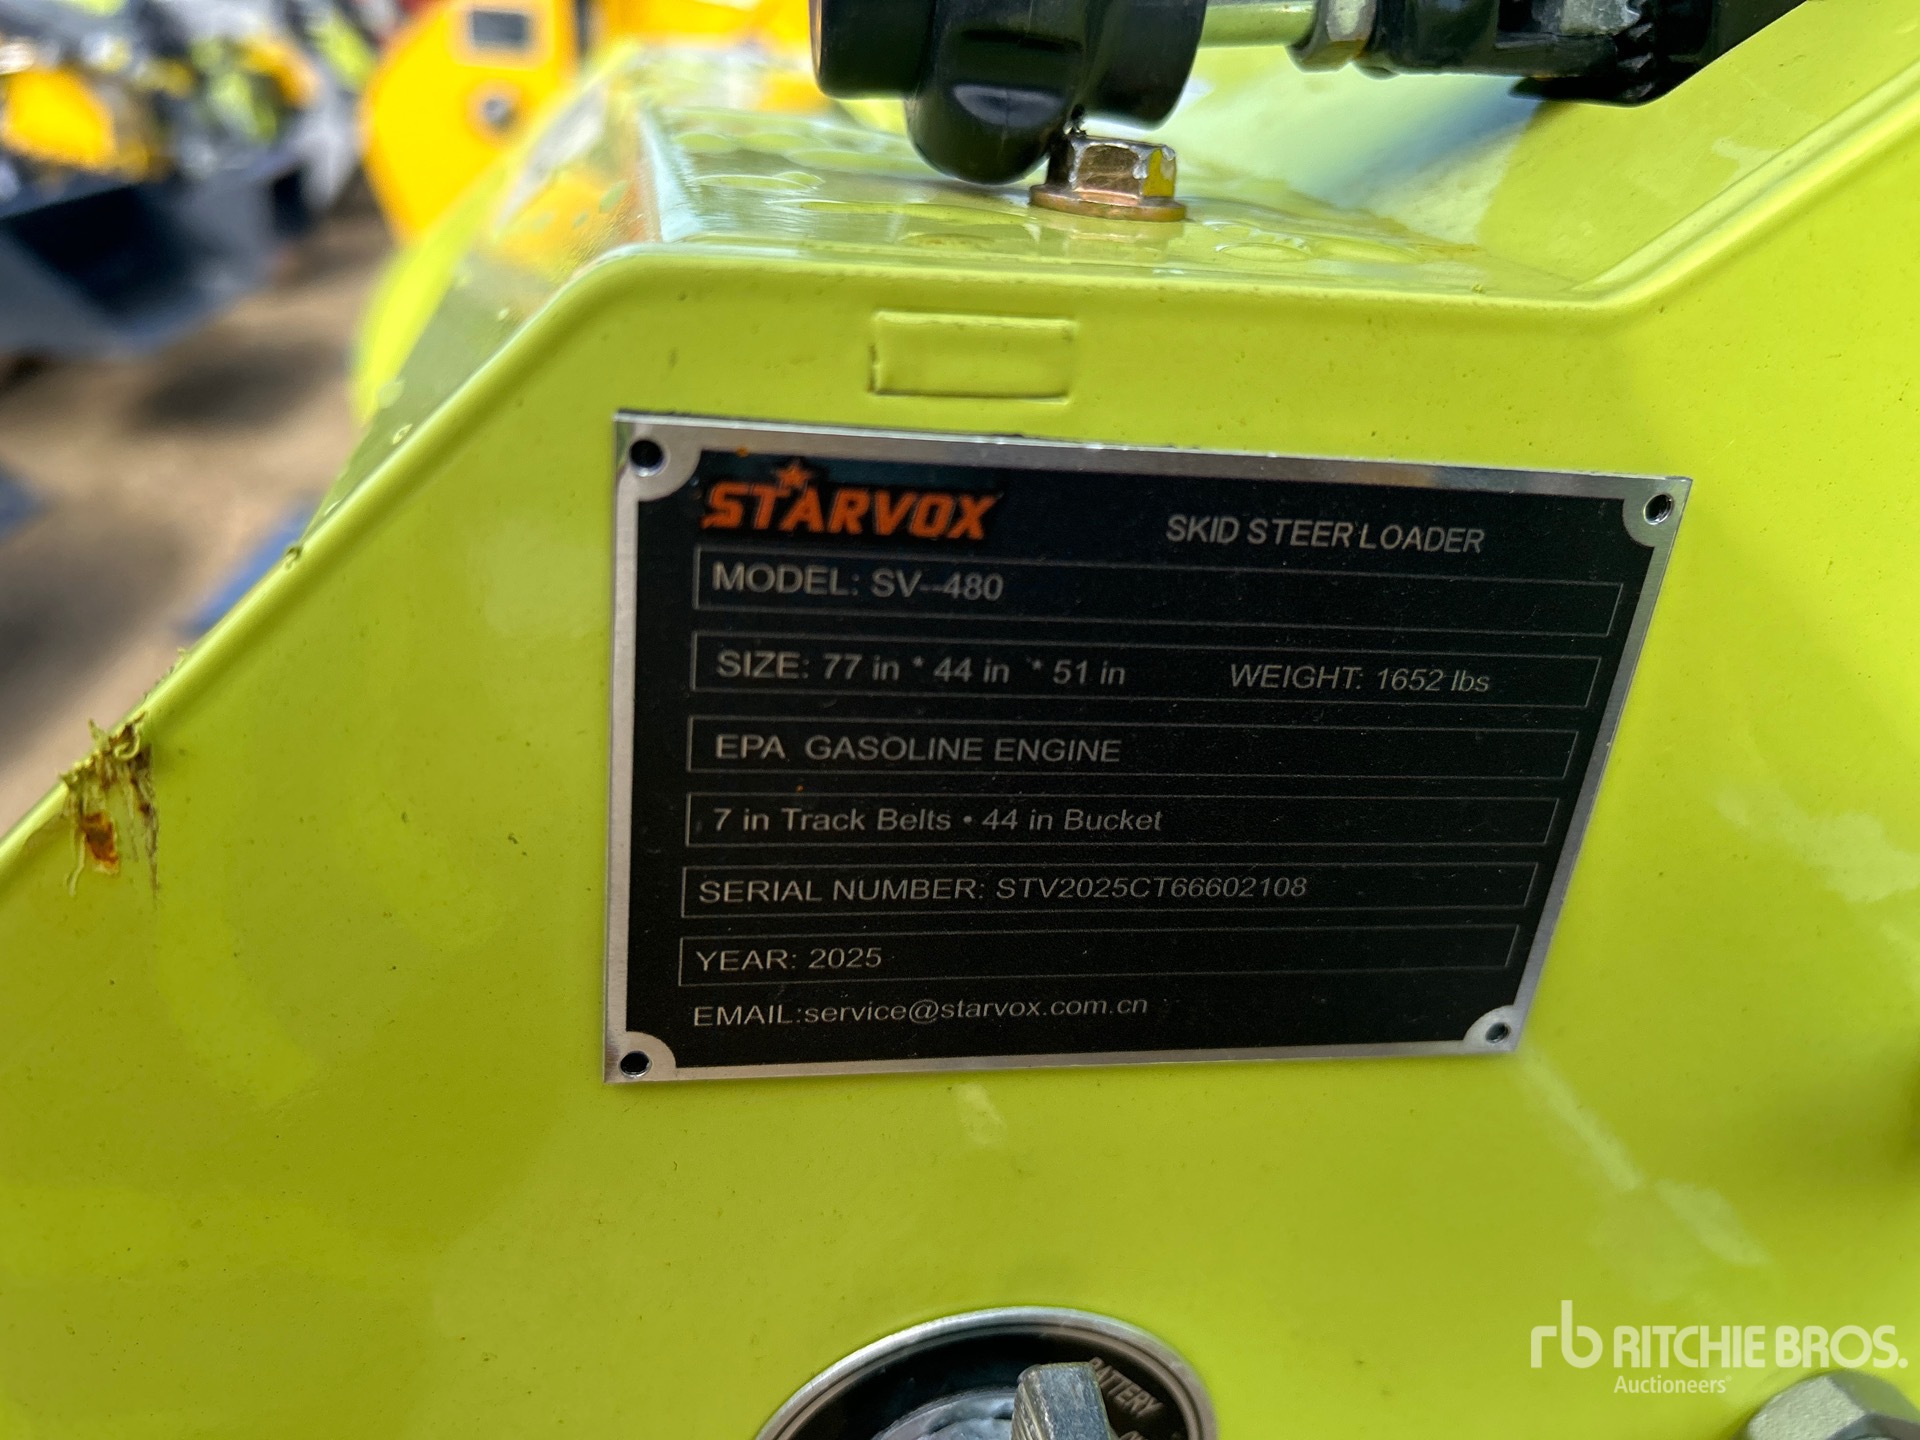 STARVOX SKID STEER LOADER
MODEL: SV--480
SIZE: 77 in * 44 in * 51 in WEIGHT: 1652 lbs
EPA GASOLINE ENGINE
7 in Track Belts • 44 in Bucket
SERIAL NUMBER: STV2025CT66602108
YEAR: 2025
EMAIL:service@starvox.com.cn
BATTERY
rb RITCHIE BROS.
Auctioneers